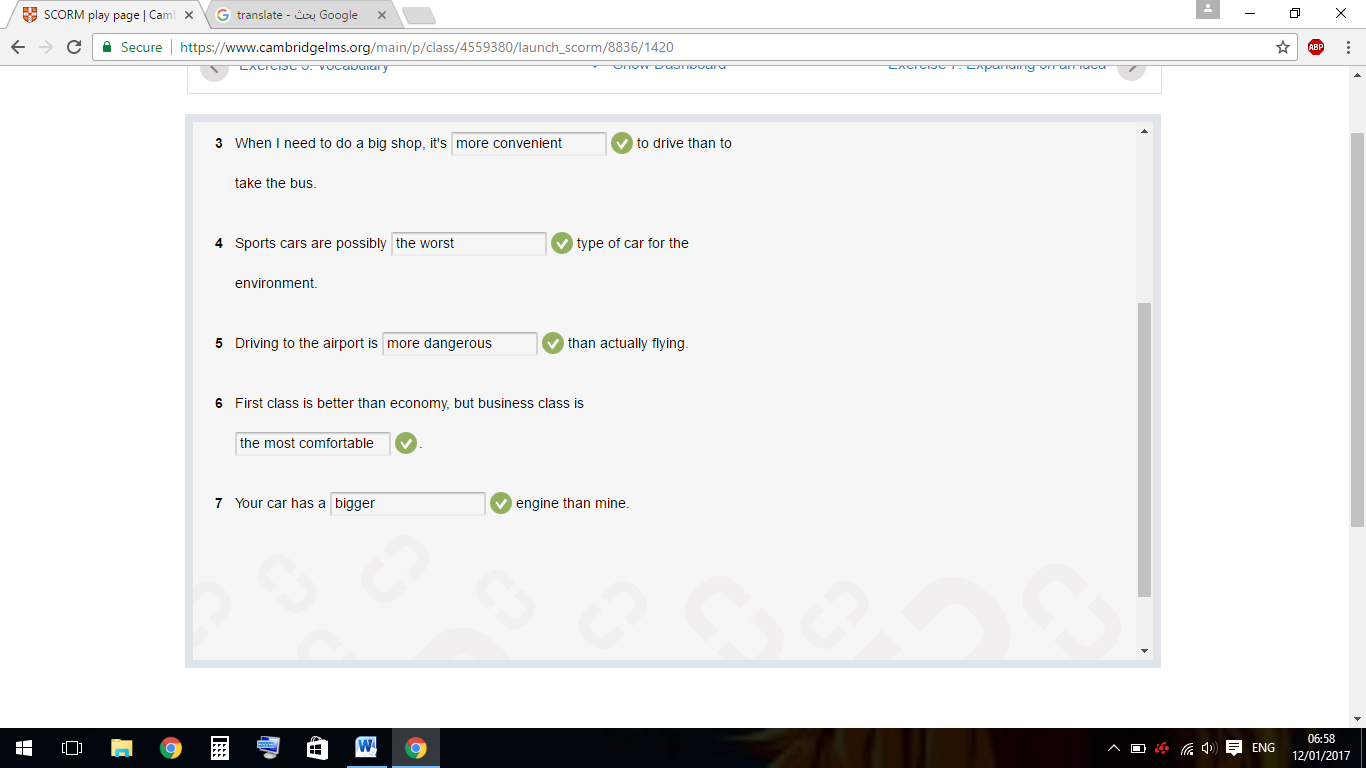 SCORM play page | Cam
translate - بحث Google
Secure https://www.cambridgelms.org/main/p/class/4559380/launch_scorm/8836/1420
ABP
Exercise 5: Vocabulary Show Dashboard Exercise 7: Expanding on an idea
3 When I need to do a big shop, it's more convenient to drive than to
take the bus.
4 Sports cars are possibly the worst type of car for the
environment.
5 Driving to the airport is more dangerous than actually flying.
6 First class is better than economy, but business class is
the most comfortable .
7 Your car has a bigger engine than mine.
ENG
06:58
12/01/2017